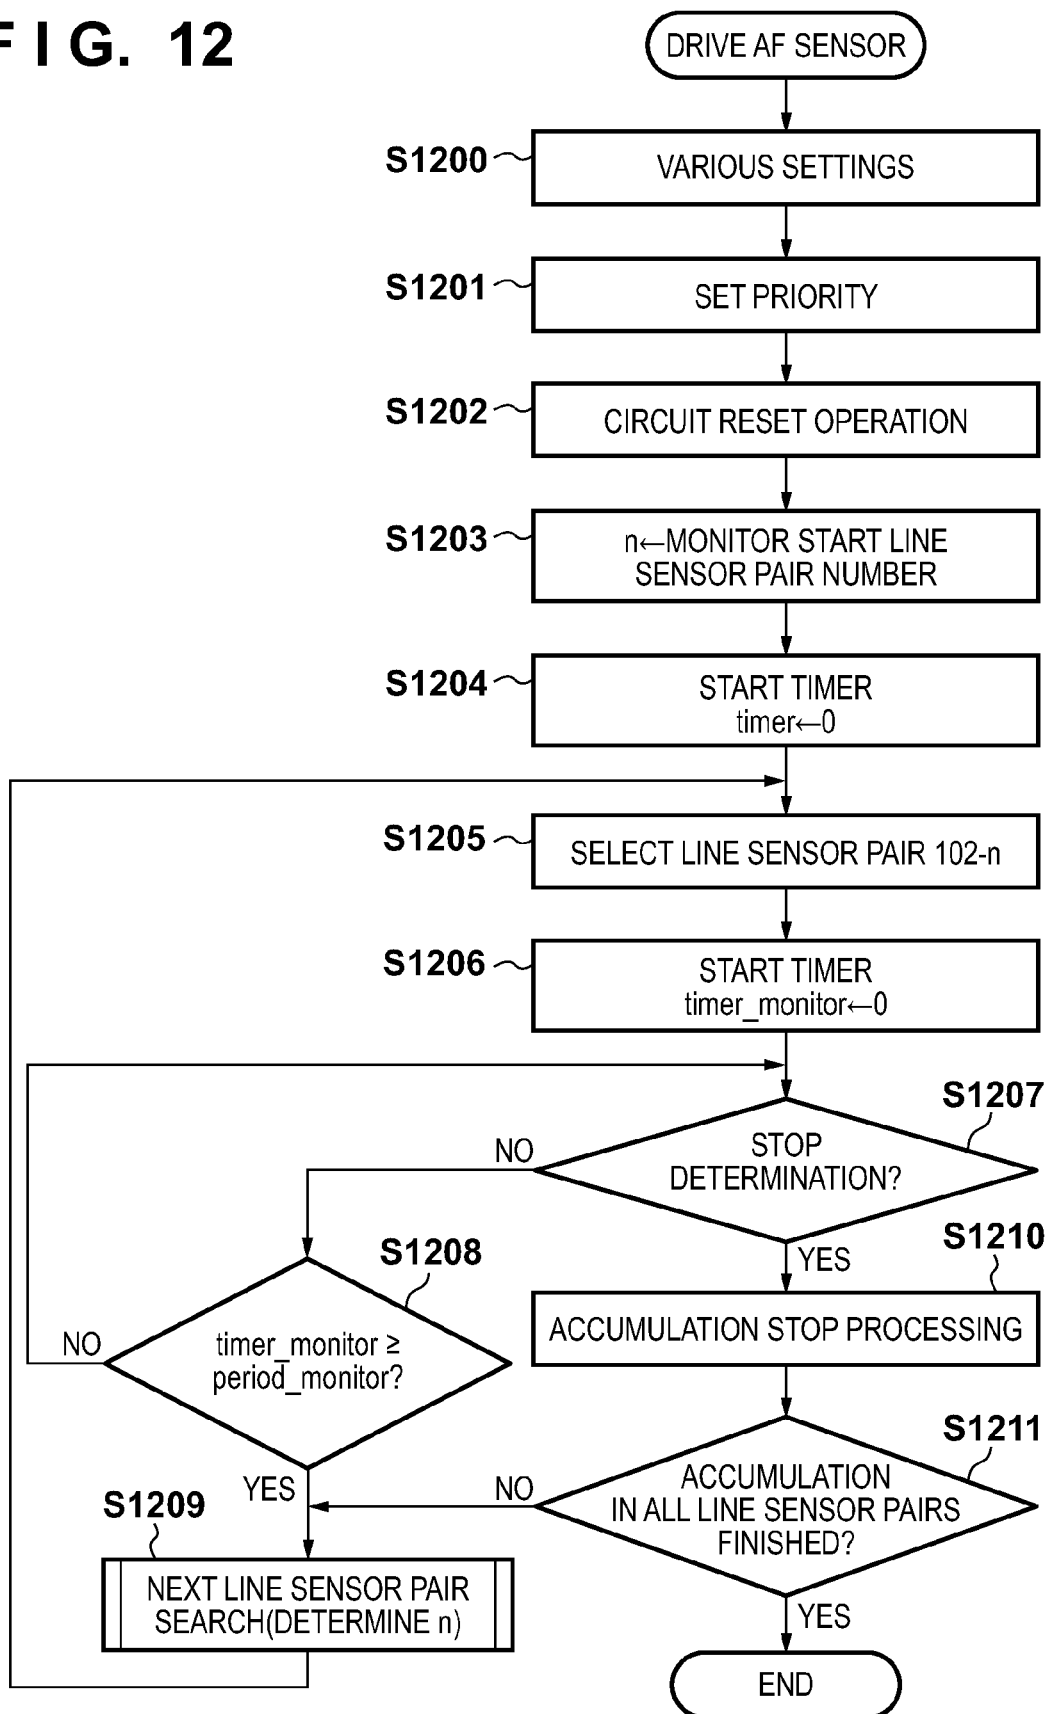 F I G. 12
DRIVE AF SENSOR
S1200
VARIOUS SETTINGS
S1201
SET PRIORITY
S1202
CIRCUIT RESET OPERATION
S1203
n←MONITOR START LINE
SENSOR PAIR NUMBER
S1204
START TIMER
timer←0
S1205
SELECT LINE SENSOR PAIR 102-n
S1206
START TIMER
timer_monitor←0
S1207
STOP
DETERMINATION?
NO
YES
S1208
timer_monitor ≥
period_monitor?
NO
YES
S1210
ACCUMULATION STOP PROCESSING
S1211
ACCUMULATION
IN ALL LINE SENSOR PAIRS
FINISHED?
NO
YES
S1209
NEXT LINE SENSOR PAIR
SEARCH(DETERMINE n)
END